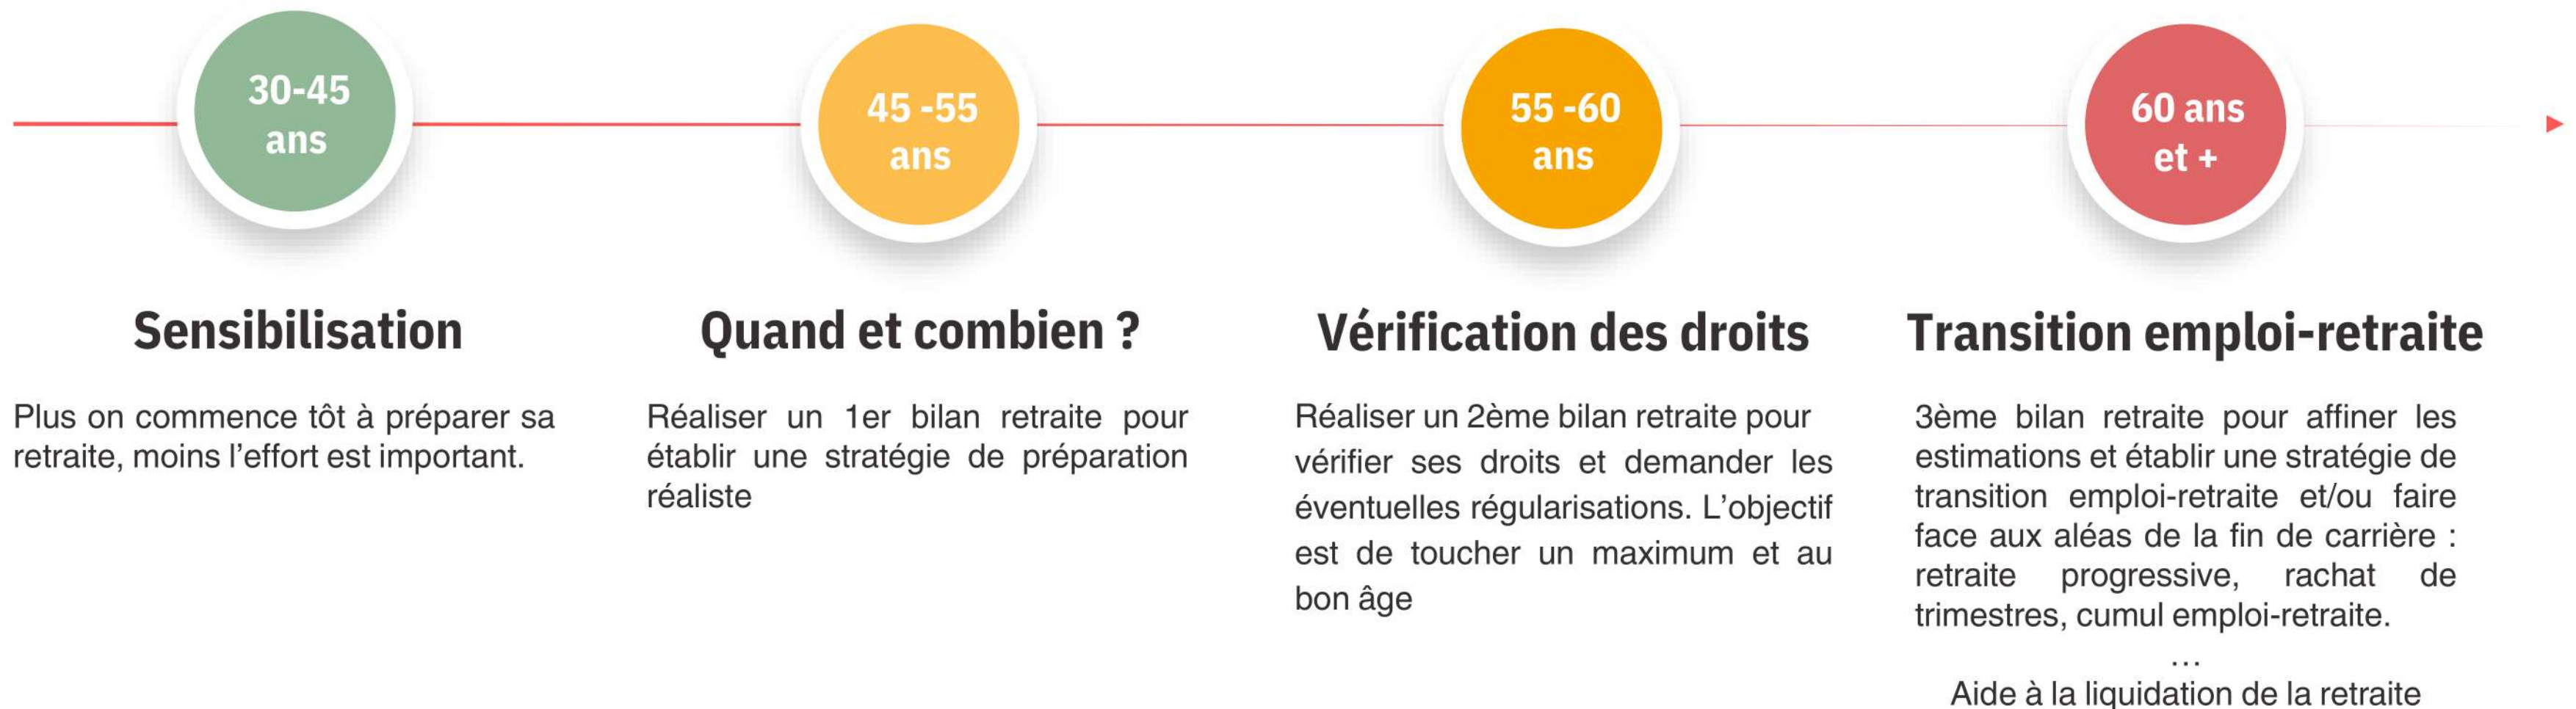 30-45
ans
45 -55
ans
55 -60
ans
60 ans
et +
Sensibilisation
Plus on commence tôt à préparer sa
retraite, moins l'effort est important.
Quand et combien ?
Réaliser un 1er bilan retraite pour
établir une stratégie de préparation
réaliste
Vérification des droits
Réaliser un 2ème bilan retraite pour
vérifier ses droits et demander les
éventuelles régularisations. L'objectif
est de toucher un maximum et au
bon âge
Transition emploi-retraite
3ème bilan retraite pour affiner les
estimations et établir une stratégie de
transition emploi-retraite et/ou faire
face aux aléas de la fin de carrière :
retraite progressive, rachat de
trimestres, cumul emploi-retraite.
...
Aide à la liquidation de la retraite